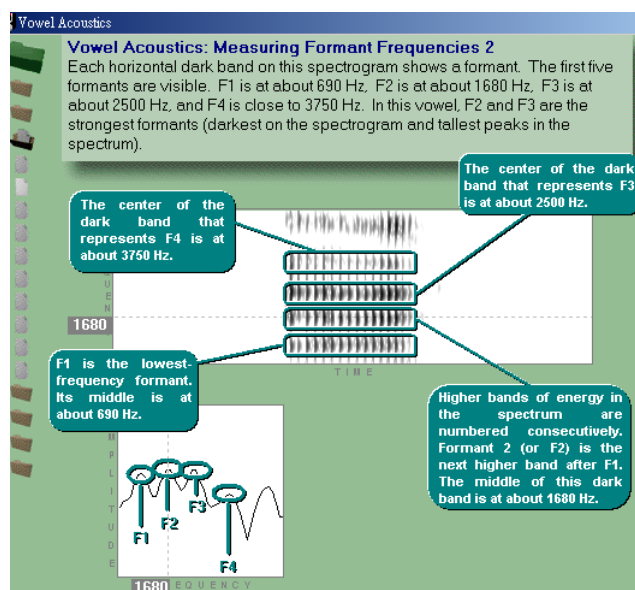 Vowel Acoustics
Vowel Acoustics: Measuring Formant Frequencies 2
Each horizontal dark band on this spectrogram shows a formant. The first five
formants are visible. F1 is at about 690 Hz, F2 is at about 1680 Hz, F3 is at
about 2500 Hz, and F4 is close to 3750 Hz. In this vowel, F2 and F3 are the
strongest formants (darkest on the spectrogram and tallest peaks in the
spectrum).
The center of the dark
band that represents F3
is at about 2500 Hz.
The center of the
dark band that
represents F4 is at
about 3750 Hz.
U
E
N
1680
TIME
F1 is the lowest-
frequency formant.
Its middle is at
about 690 Hz.
Higher bands of energy in
the spectrum are
numbered consecutively.
Formant 2 (or F2) is the
next higher band after F1.
The middle of this dark
band is at about 1680 Hz.
MPLITUDE
F1
F2
F3
F4
1680 EQUENCY